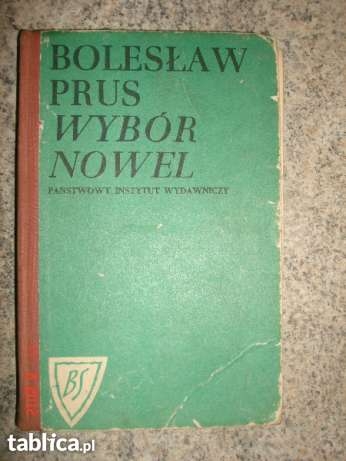 BOLESŁAW
PRUS
WYBÓR
NOWEL
PAŃSTWOWY INSTYTUT WYDAWNICZY
BS
tablica.pl